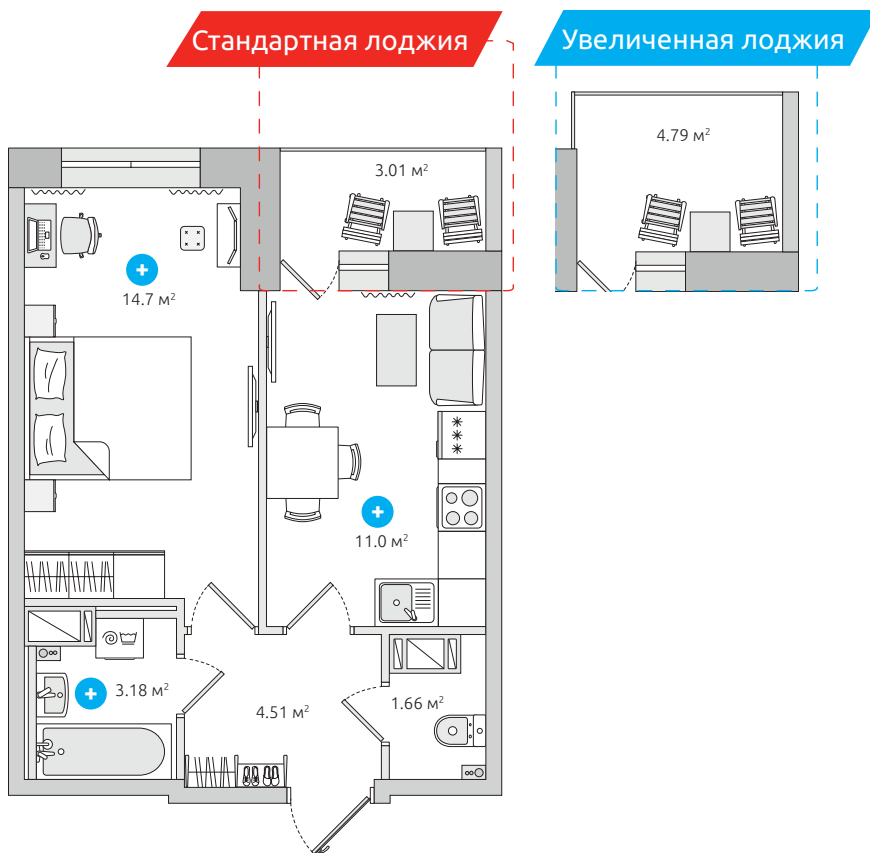 Стандартная лоджия
Увеличенная лоджия
3.01 м²
4.79 м²
14.7 м²
11.0 м²
3.18 м²
4.51 м²
1.66 м²